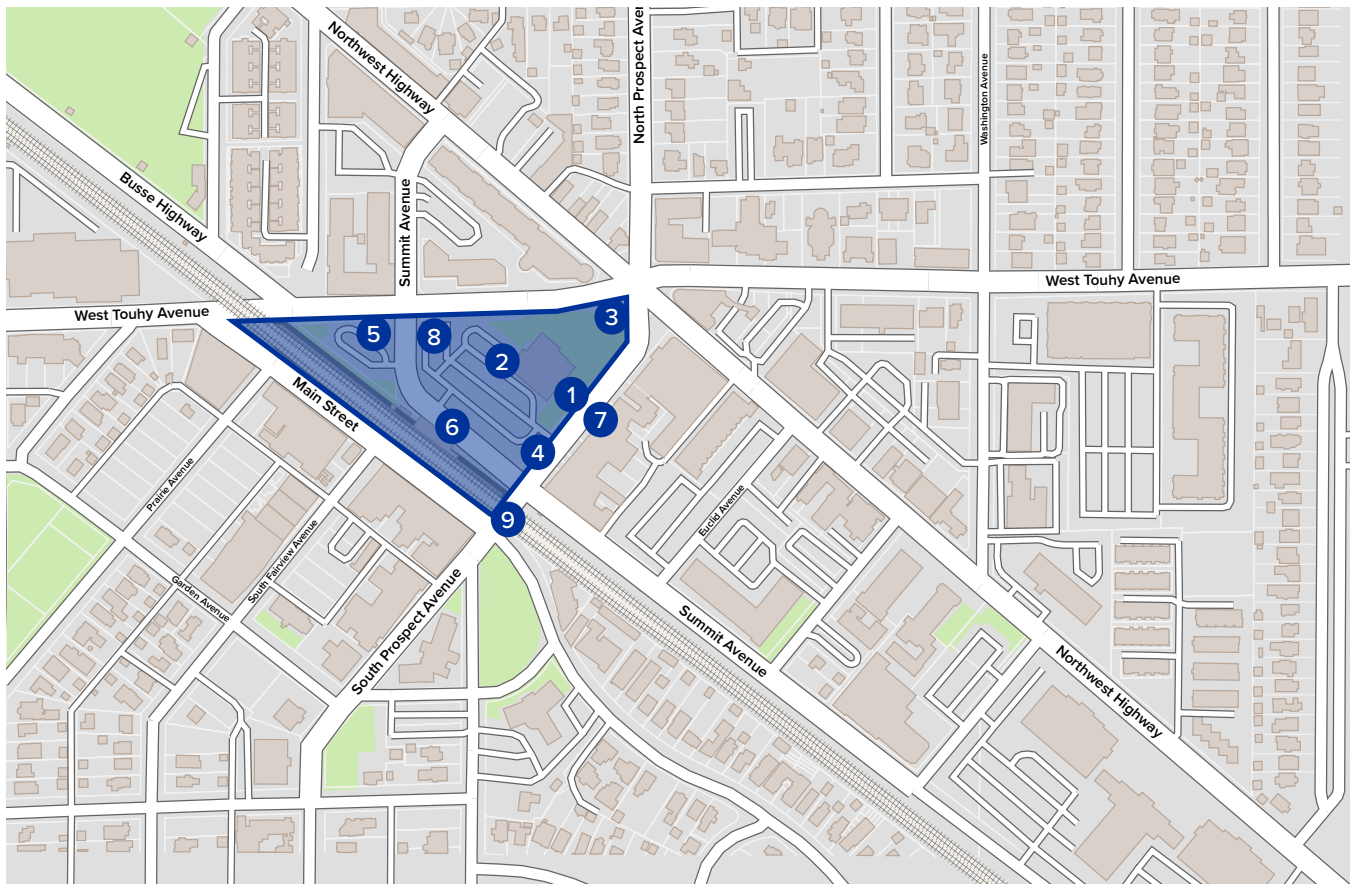 Northwest Highway
North Prospect Aven
Washington Avenue
Busse Highway
Summit Avenue
West Touhy Avenue
West Touhy Avenue
3
5
8
2
1
7
6
4
9
Main Street
Prairie Avenue
South Fairview Avenue
Garden Avenue
Euclid Avenue
South Prospect Avenue
Summit Avenue
Northwest Highway